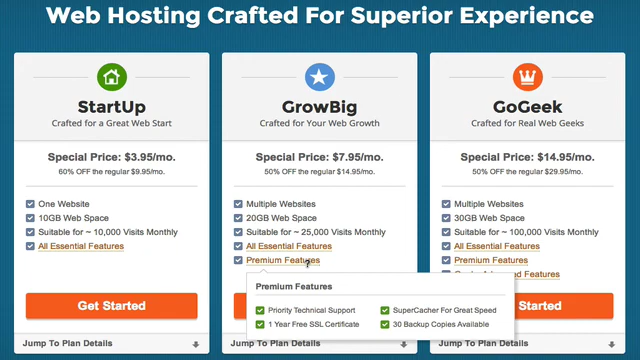 Web Hosting Crafted For Superior Experience
StartUp
Crafted for a Great Web Start
Special Price: $3.95/mo.
60% OFF the regular $9.95/mo.
One Website
10GB Web Space
Suitable for ~ 10,000 Visits Monthly
All Essential Features
Get Started
Jump To Plan Details
GrowBig
Crafted for Your Web Growth
Special Price: $7.95/mo.
50% OFF the regular $14.95/mo.
Multiple Websites
20GB Web Space
Suitable for ~ 25,000 Visits Monthly
All Essential Features
Premium Features
Premium Features
Priority Technical Support
SuperCacher For Great Speed
1 Year Free SSL Certificate
30 Backup Copies Available
Jump To Plan Details
GoGeek
Crafted for Real Web Geeks
Special Price: $14.95/mo.
50% OFF the regular $29.95/mo.
Multiple Websites
30GB Web Space
Suitable for ~ 100,000 Visits Monthly
All Essential Features
Premium Features
Advanced Features
Started
Jump To Plan Details